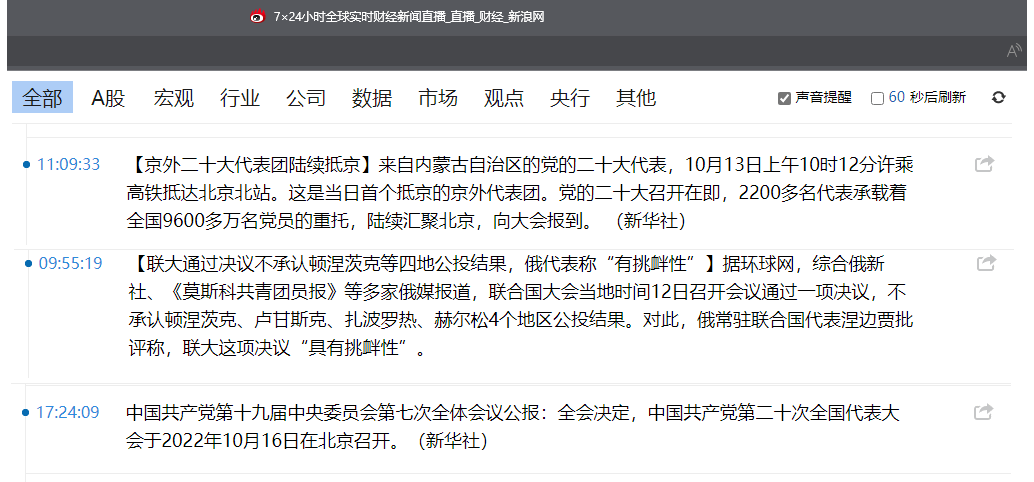 7×24小时全球实时财经新闻直播_直播_财经_新浪网
A
全部 A股 宏观 行业 公司 数据 市场 观点 央行 其他 声音提醒 60 秒后刷新
11:09:33 【京外二十大代表团陆续抵京】来自内蒙古自治区的党的二十大代表，10月13日上午10时12分许乘
高铁抵达北京北站。这是当日首个抵京的京外代表团。党的二十大召开在即，2200多名代表承载着
全国9600多万名党员的重托，陆续汇聚北京，向大会报到。（新华社）
09:55:19 【联大通过决议不承认顿涅茨克等四地公投结果，俄代表称“有挑衅性”】据环球网，综合俄新
社、《莫斯科共青团员报》等多家俄媒报道，联合国大会当地时间12日召开会议通过一项决议，不
承认顿涅茨克、卢甘斯克、扎波罗热、赫尔松4个地区公投结果。对此，俄常驻联合国代表涅边贾批
评称，联大这项决议“具有挑衅性”。
17:24:09 中国共产党第十九届中央委员会第七次全体会议公报：全会决定，中国共产党第二十次全国代表大
会于2022年10月16日在北京召开。（新华社）